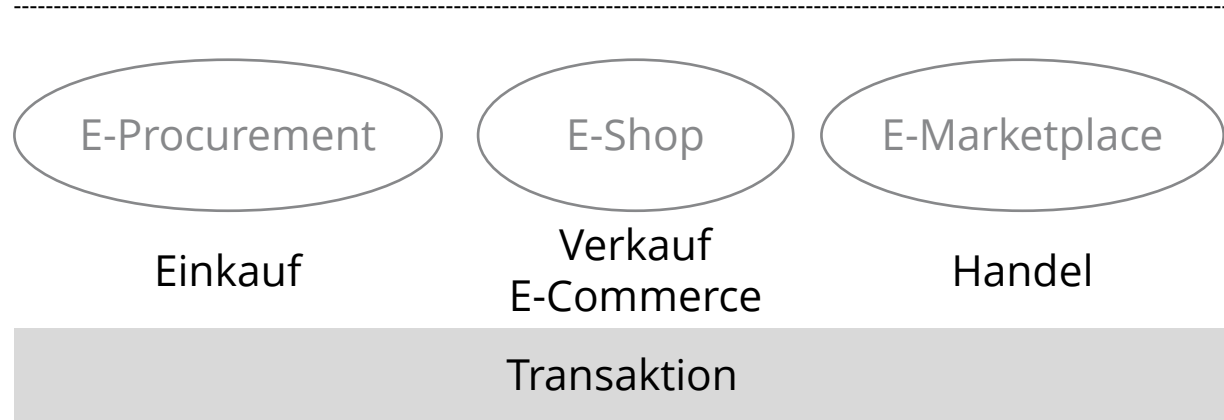 E-Procurement E-Shop E-Marketplace
Einkauf Verkauf E-Commerce Handel
Transaktion